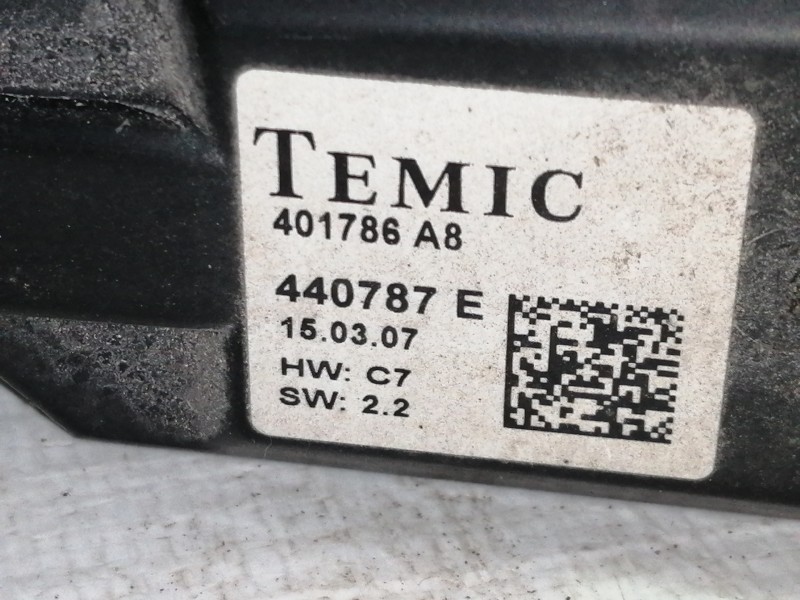 TEMIC
401786 A8
440787 E
15.03.07
HW: C7
SW: 2.2